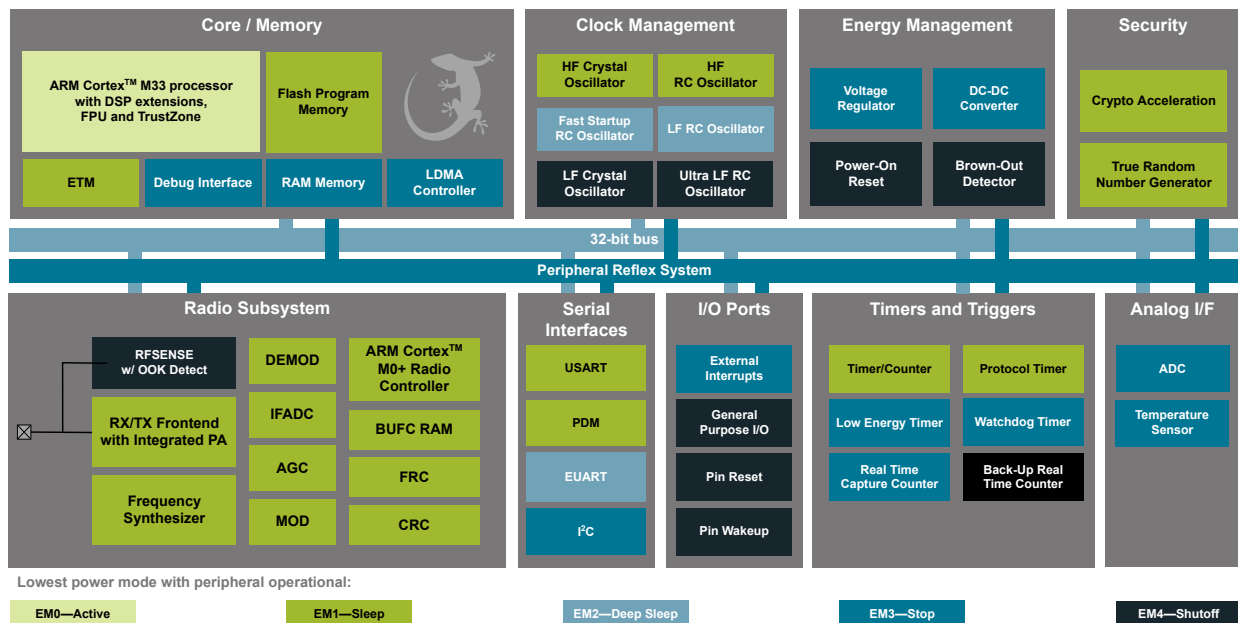 Core / Memory
ARM Cortex™ M33 processor
with DSP extensions,
FPU and TrustZone
Flash Program
Memory
ETM
Debug Interface
RAM Memory
LDMA
Controller
Clock Management
HF Crystal
Oscillator
HF
RC Oscillator
Fast Startup
RC Oscillator
LF RC Oscillator
LF Crystal
Oscillator
Ultra LF RC
Oscillator
Energy Management
Voltage
Regulator
DC-DC
Converter
Power-On
Reset
Brown-Out
Detector
Security
Crypto Acceleration
True Random
Number Generator
32-bit bus
Peripheral Reflex System
Radio Subsystem
RFSENSE
w/ OOK Detect
RX/TX Frontend
with Integrated PA
Frequency
Synthesizer
DEMOD
IFADC
AGC
MOD
ARM Cortex™
M0+ Radio
Controller
BUFC RAM
FRC
CRC
Serial
Interfaces
USART
PDM
EUART
I²C
I/O Ports
External
Interrupts
General
Purpose I/O
Pin Reset
Pin Wakeup
Timers and Triggers
Timer/Counter
Protocol Timer
Low Energy Timer
Watchdog Timer
Real Time
Capture Counter
Back-Up Real
Time Counter
Analog I/F
ADC
Temperature
Sensor
Lowest power mode with peripheral operational:
EM0—Active
EM1—Sleep
EM2—Deep Sleep
EM3—Stop
EM4—Shutoff